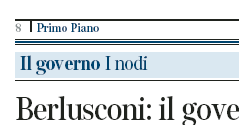 8 | Primo Piano
Il governo I nodi
Berlusconi: il gove